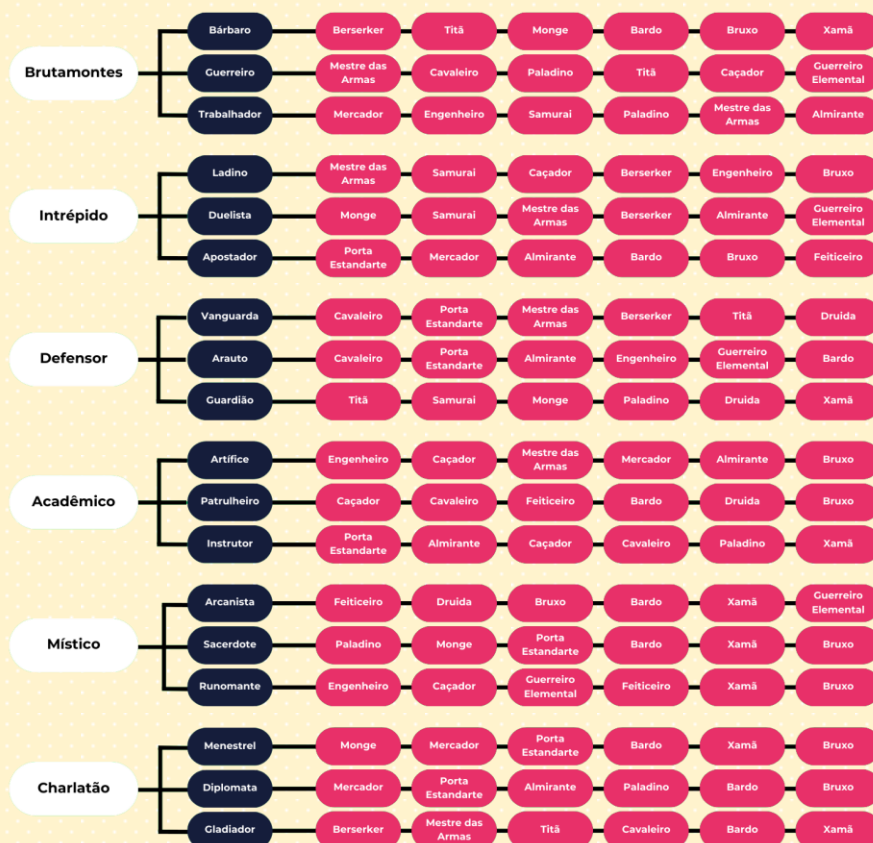 Bárbaro Berserker Titã Monge Bardo Bruxo Xamã
Brutamontes
Guerreiro Mestre das Armas Cavaleiro Paladino Titã Caçador Guerreiro Elemental
Trabalhador Mercador Engenheiro Samurai Paladino Mestre das Armas Almirante
Ladino Mestre das Armas Samurai Caçador Berserker Engenheiro Bruxo
Intrépido
Duelista Monge Samurai Mestre das Armas Berserker Almirante Guerreiro Elemental
Apostador Porta Estandarte Mercador Almirante Bardo Bruxo Feiticeiro
Vanguarda Cavaleiro Porta Estandarte Mestre das Armas Berserker Titã Druida
Defensor
Arauto Cavaleiro Porta Estandarte Almirante Engenheiro Guerreiro Elemental Bardo
Guardião Titã Samurai Monge Paladino Druida Xamã
Artífice Engenheiro Caçador Mestre das Armas Mercador Almirante Bruxo
Acadêmico
Patrulheiro Caçador Cavaleiro Feiticeiro Bardo Druida Bruxo
Instrutor Porta Estandarte Almirante Caçador Cavaleiro Paladino Xamã
Arcanista Feiticeiro Druida Bruxo Bardo Xamã Guerreiro Elemental
Místico
Sacerdote Paladino Monge Porta Estandarte Bardo Xamã Bruxo
Runomante Engenheiro Caçador Guerreiro Elemental Feiticeiro Xamã Bruxo
Menestrel Monge Mercador Porta Estandarte Bardo Xamã Bruxo
Charlatão
Diplomata Mercador Porta Estandarte Almirante Paladino Bardo Bruxo
Gladiador Berserker Mestre das Armas Titã Cavaleiro Bardo Xamã